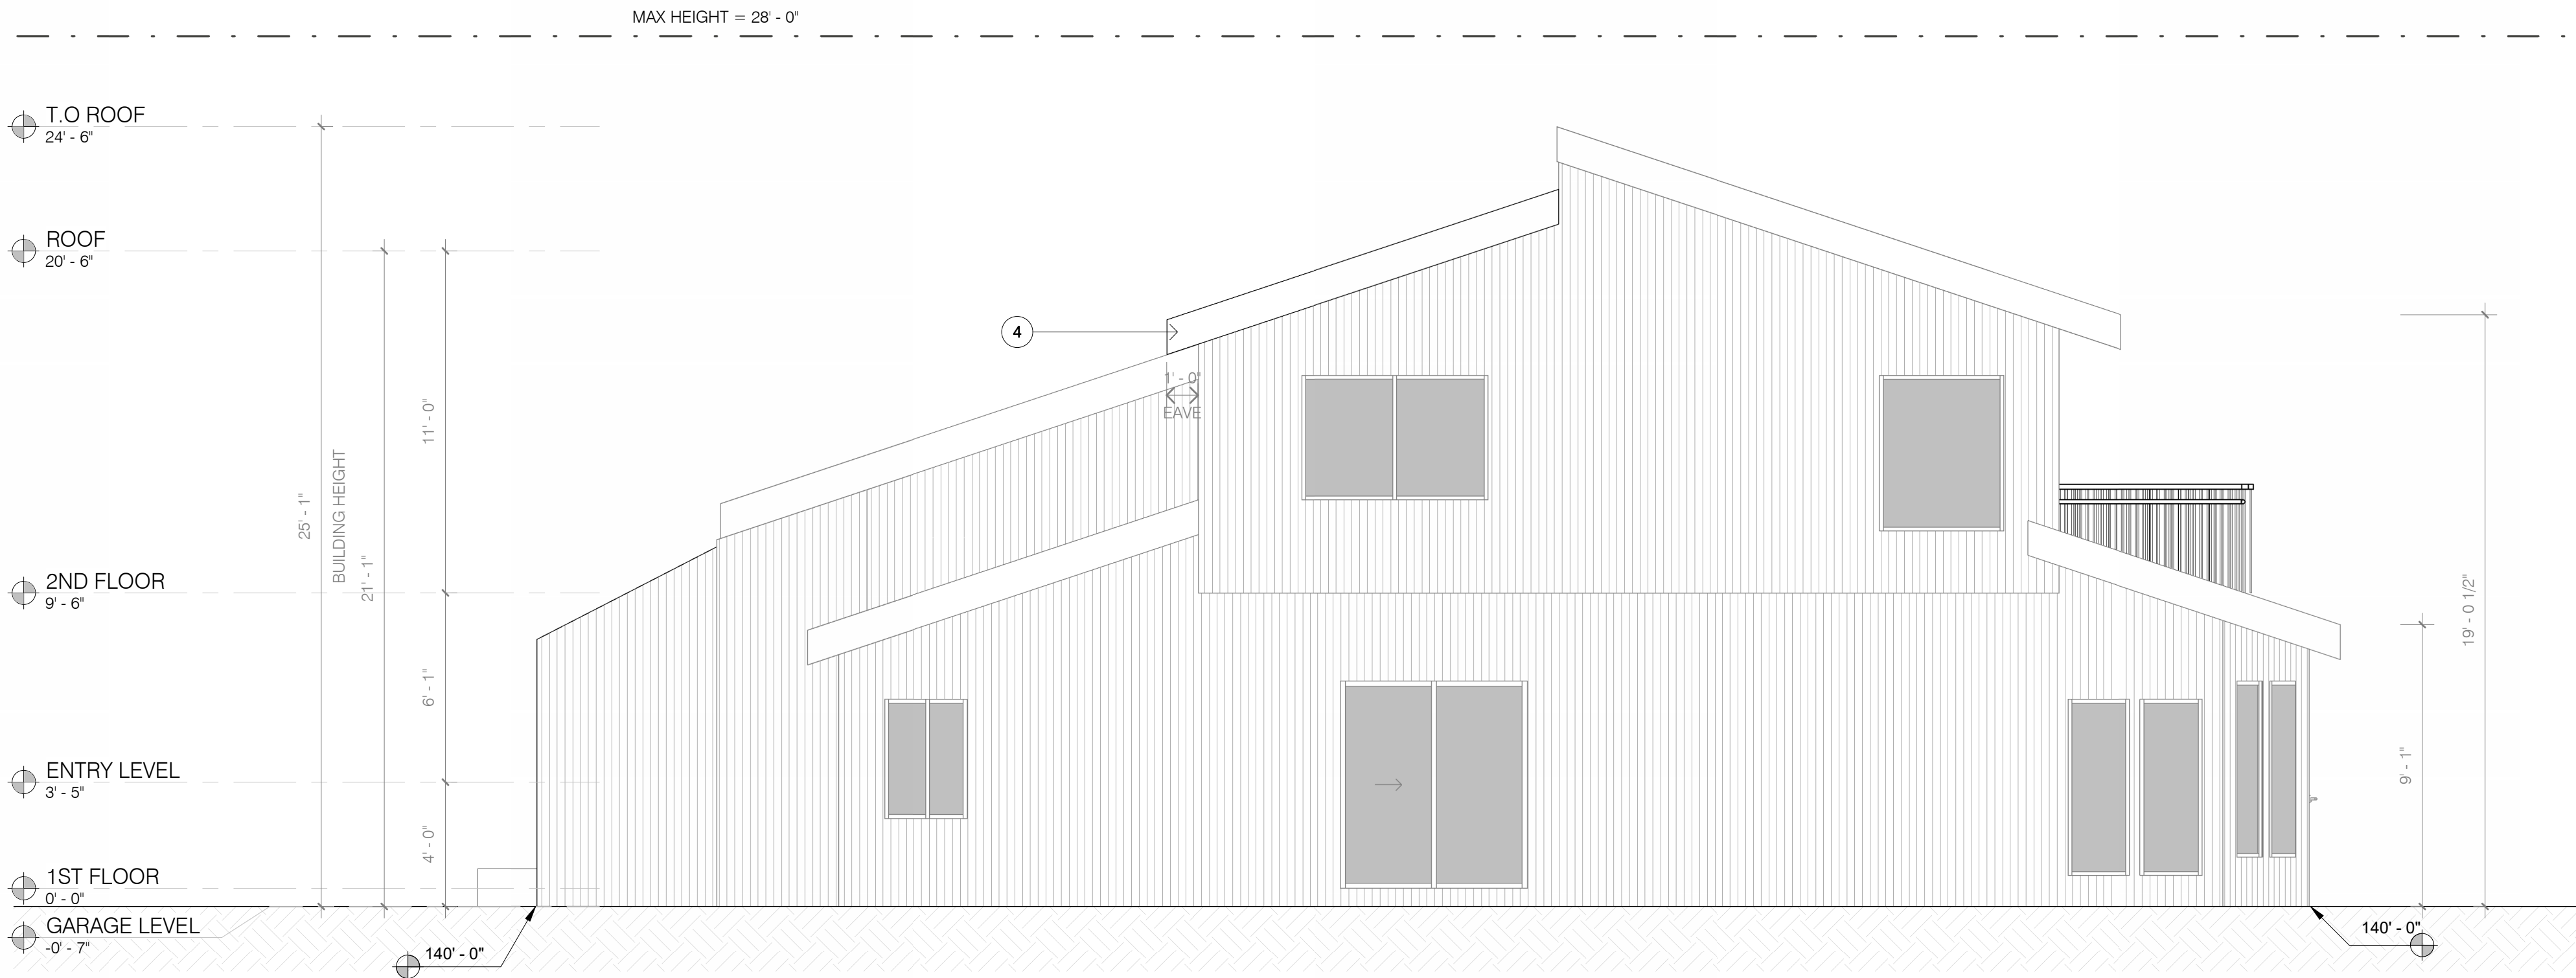 MAX HEIGHT = 28' - 0"
T.O ROOF
24' - 6"
ROOF
20' - 6"
4
1' - 0"
EAVE
11' - 0"
25' - 1"
BUILDING HEIGHT
21' - 1"
2ND FLOOR
9' - 6"
19' - 0 1/2"
6' - 1"
9' - 1"
ENTRY LEVEL
3' - 5"
4' - 0"
1ST FLOOR
0' - 0"
GARAGE LEVEL
-0' - 7"
140' - 0"
140' - 0"